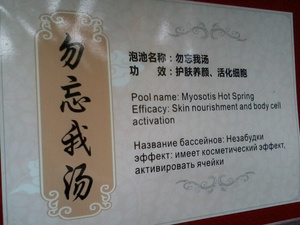 勿忘我汤
泡池名称：勿忘我汤
功　　效：护肤养颜、活化细胞
Pool name: Myosotis Hot Spring
Efficacy: Skin nourishment and body cell
activation
Название бассейнов: Незабудки
эффект: имеет косметический эффект,
активировать ячейки